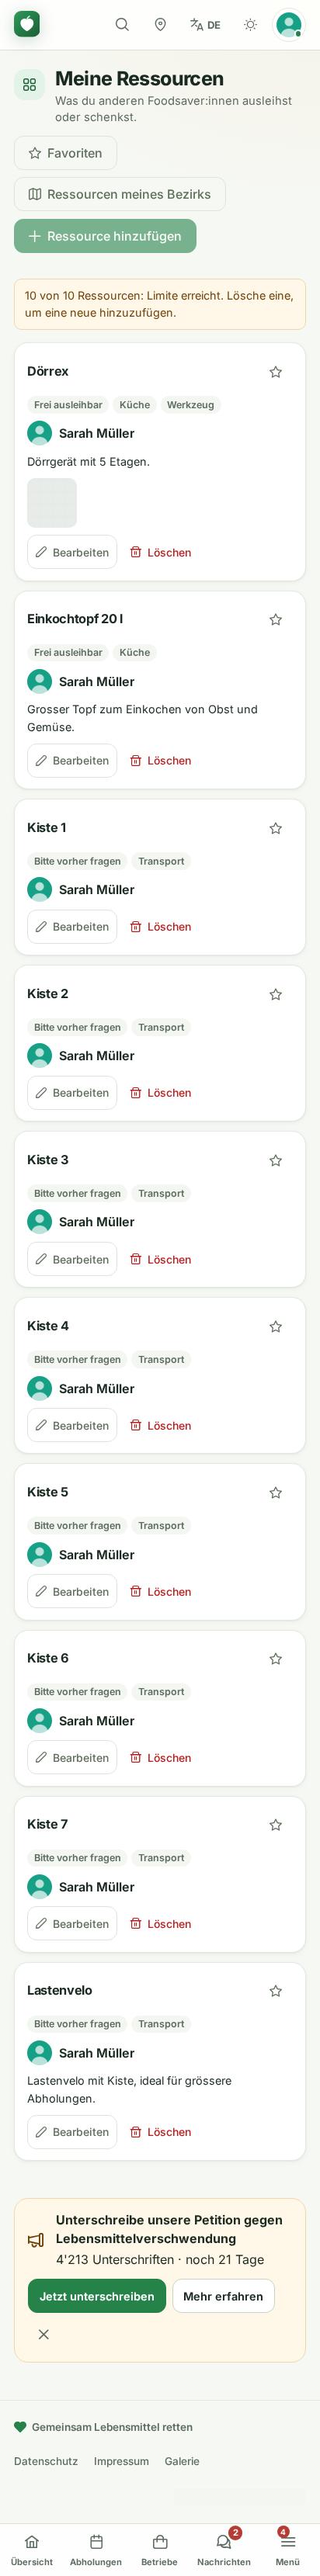 DE
Meine Ressourcen
Was du anderen Foodsaver:innen ausleihst
oder schenkst.
Favoriten
Ressourcen meines Bezirks
Ressource hinzufügen
10 von 10 Ressourcen: Limite erreicht. Lösche eine,
um eine neue hinzuzufügen.
Dörrex
Frei ausleihbar Küche Werkzeug
Sarah Müller
Dörrgerät mit 5 Etagen.
Bearbeiten Löschen
Einkochtopf 20 l
Frei ausleihbar Küche
Sarah Müller
Grosser Topf zum Einkochen von Obst und
Gemüse.
Bearbeiten Löschen
Kiste 1
Bitte vorher fragen Transport
Sarah Müller
Bearbeiten Löschen
Kiste 2
Bitte vorher fragen Transport
Sarah Müller
Bearbeiten Löschen
Kiste 3
Bitte vorher fragen Transport
Sarah Müller
Bearbeiten Löschen
Kiste 4
Bitte vorher fragen Transport
Sarah Müller
Bearbeiten Löschen
Kiste 5
Bitte vorher fragen Transport
Sarah Müller
Bearbeiten Löschen
Kiste 6
Bitte vorher fragen Transport
Sarah Müller
Bearbeiten Löschen
Kiste 7
Bitte vorher fragen Transport
Sarah Müller
Bearbeiten Löschen
Lastenvelo
Bitte vorher fragen Transport
Sarah Müller
Lastenvelo mit Kiste, ideal für grössere
Abholungen.
Bearbeiten Löschen
Unterschreibe unsere Petition gegen
Lebensmittelverschwendung
4'213 Unterschriften · noch 21 Tage
Jetzt unterschreiben Mehr erfahren
Gemeinsam Lebensmittel retten
Datenschutz Impressum Galerie
2 4
Übersicht Abholungen Betriebe Nachrichten Menü